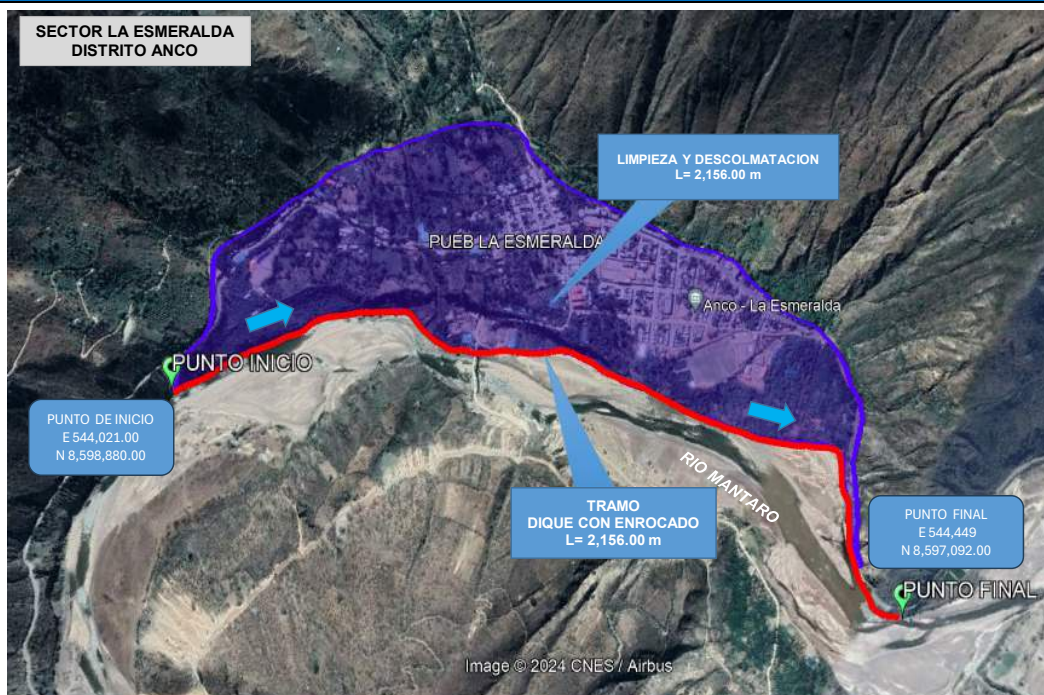 SECTOR LA ESMERALDA
DISTRITO ANCO
LIMPIEZA Y DESCOLMATACION
L= 2,156.00 m
PUEB LA ESMERALDA
Anco - La Esmeralda
PUNTO INICIO
PUNTO DE INICIO
E 544,021.00
N 8,598,880.00
RIO MANTARO
TRAMO
DIQUE CON ENROCADO
L= 2,156.00 m
PUNTO FINAL
E 544,449
N 8,597,092.00
PUNTO FINAL
Image © 2024 CNES / Airbus